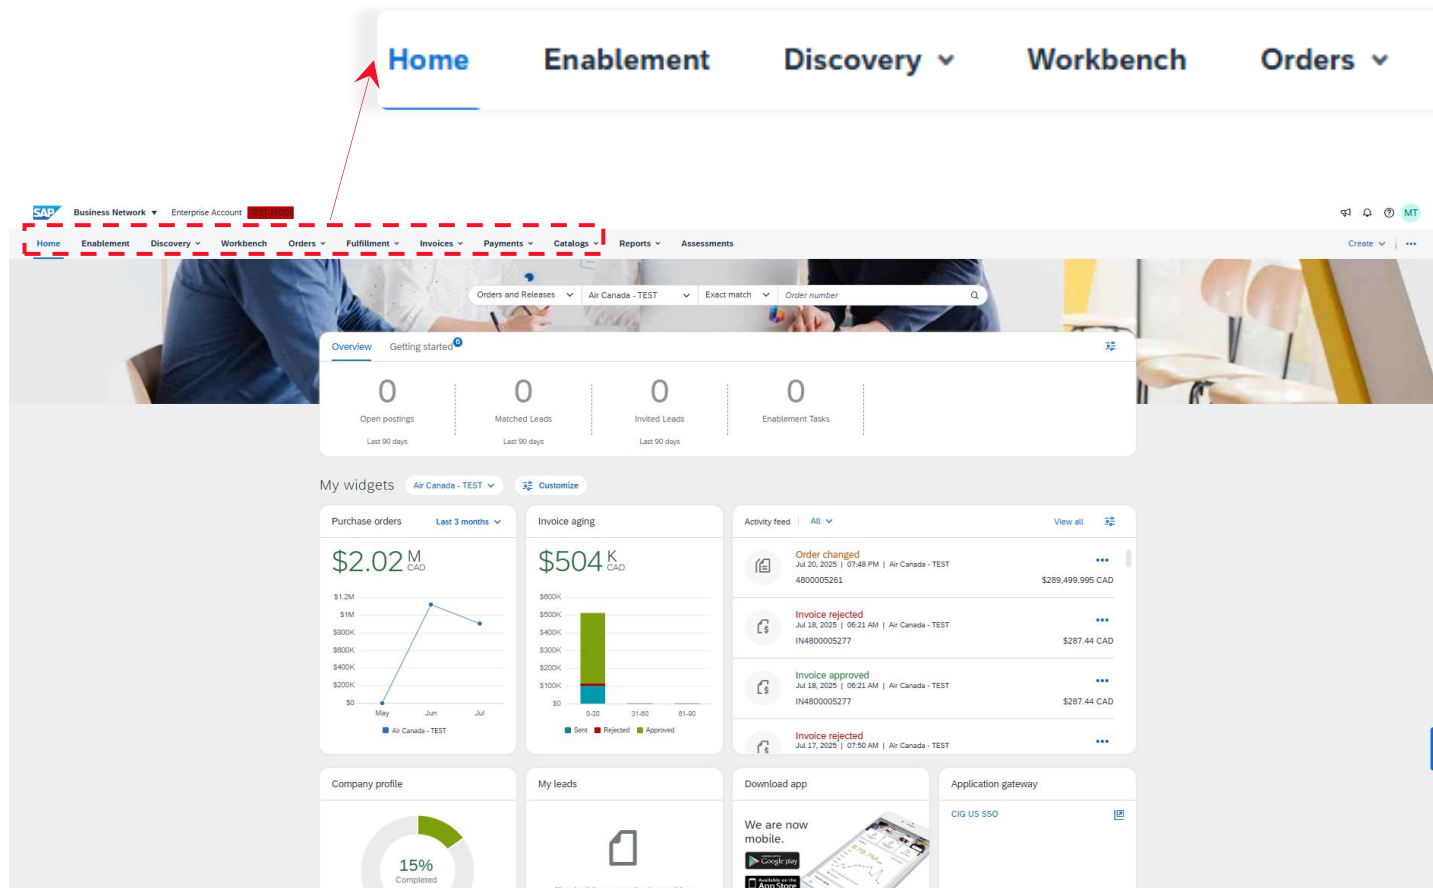 Home Enablement Discovery Workbench Orders
SAP Business Network Enterprise Account TEST MODE
MT
Home Enablement Discovery Workbench Orders Fulfillment Invoices Payments Catalogs Reports Assessments Create
Orders and Releases Air Canada - TEST Exact match Order number
Overview Getting started 0
0 0 0 0
Open postings Matched Leads Invited Leads Enablement Tasks
Last 90 days Last 90 days Last 90 days
My widgets Air Canada - TEST Customize
Purchase orders Last 3 months
$2.02 M CAD
$1.2M
$1M
$800K
$600K
$400K
$200K
$0
May Jun Jul
Air Canada - TEST
Invoice aging
$504 K CAD
$600K
$500K
$400K
$300K
$200K
$100K
$0
0-30 31-60 61-90
Sent Rejected Approved
Activity feed All View all
Order changed
Jul 20, 2025 | 07:48 PM | Air Canada - TEST
4800005261 $289,499.995 CAD
Invoice rejected
Jul 18, 2025 | 06:21 AM | Air Canada - TEST
IN4800005277 $287.44 CAD
Invoice approved
Jul 18, 2025 | 06:21 AM | Air Canada - TEST
IN4800005277 $287.44 CAD
Invoice rejected
Jul 17, 2025 | 07:50 AM | Air Canada - TEST
Company profile
15%
Completed
My leads
Download app
We are now
mobile.
Google play
Available on the
App Store
Application gateway
CIG US SSO